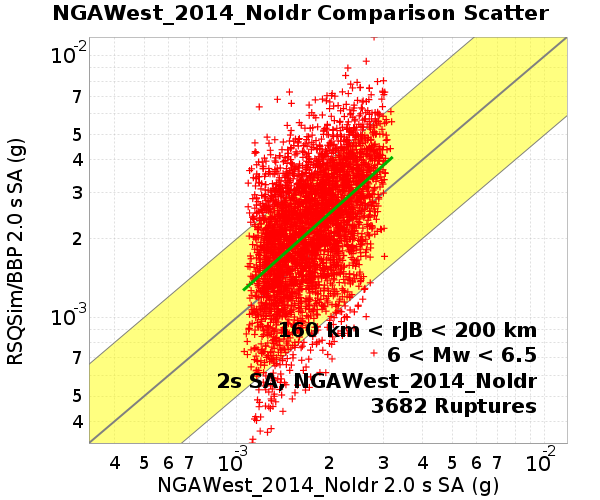 NGAWest_2014_NoIdr Comparison Scatter
10-2
7
5
4
3
2
10-3
7
5
4
RSQSim/BBP 2.0 s SA (g)
160 km < rJB < 200 km
6 < Mw < 6.5
2s SA, NGAWest_2014_NoIdr
3682 Ruptures
4 5 6 7 10-3 2 3 4 5 6 7 10-2
NGAWest_2014_NoIdr 2.0 s SA (g)